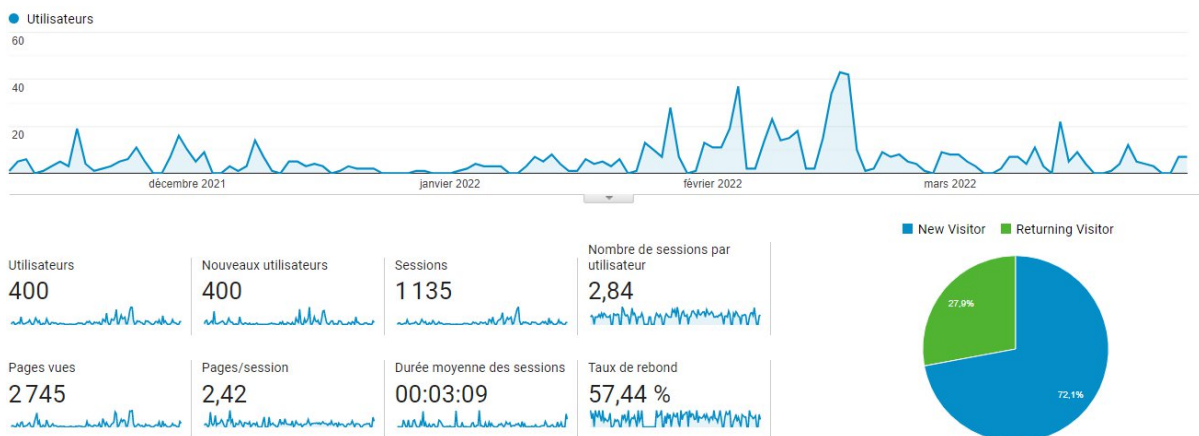 Utilisateurs
60
40
20
décembre 2021
janvier 2022
février 2022
mars 2022
New Visitor
Returning Visitor
Utilisateurs
400
Nouveaux utilisateurs
400
Sessions
1 135
Nombre de sessions par
utilisateur
2,84
Pages vues
2 745
Pages/session
2,42
Durée moyenne des sessions
00:03:09
Taux de rebond
57,44 %
27,9%
72,1%